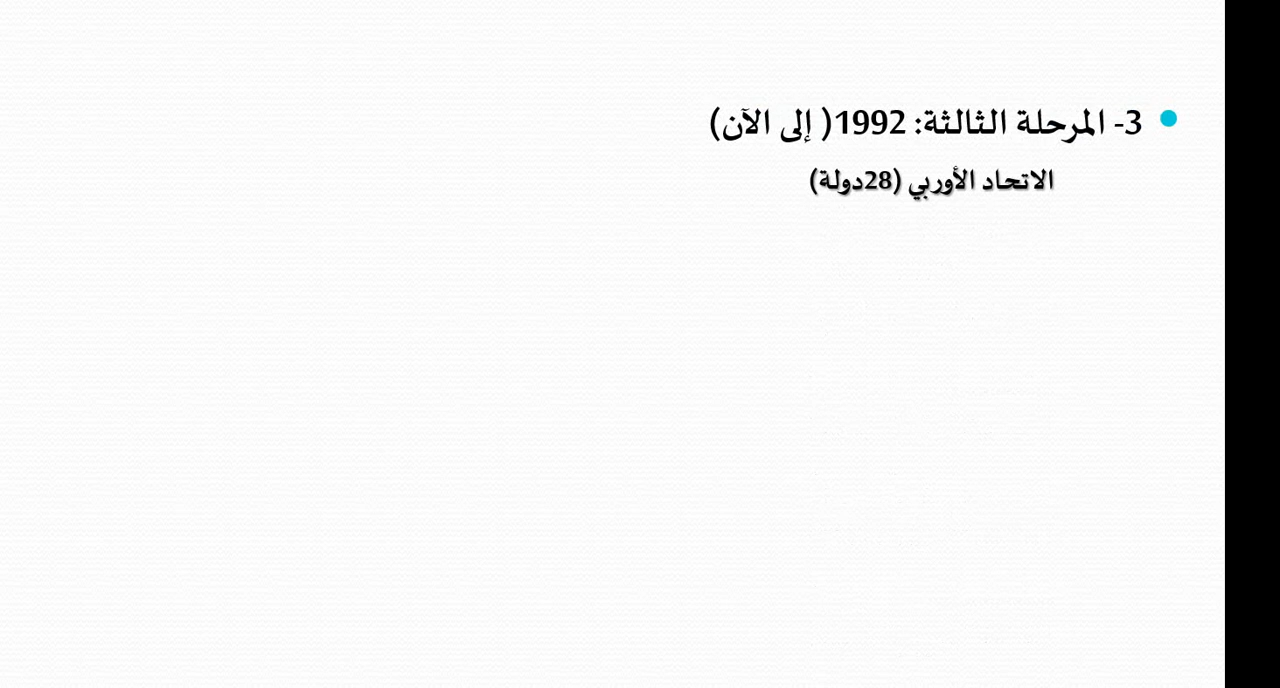 3- المرحلة الثالثة: 1992( إلى الآن)
الاتحاد الأوربي (28دولة)